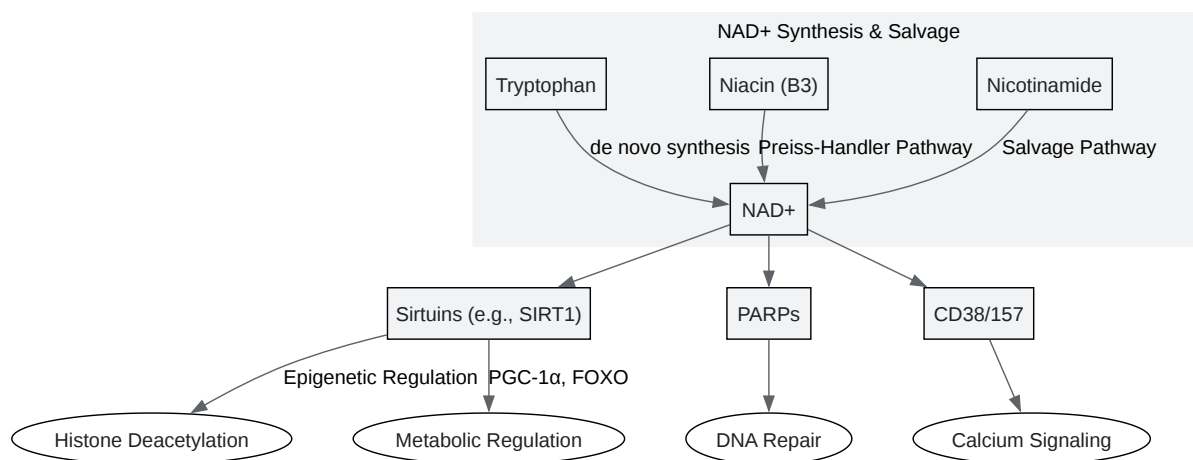 NAD+ Synthesis & Salvage
Tryptophan
Niacin (B3)
Nicotinamide
de novo synthesis
Preiss-Handler Pathway
Salvage Pathway
NAD+
Sirtuins (e.g., SIRT1)
PARPs
CD38/157
Epigenetic Regulation
PGC-1α, FOXO
Histone Deacetylation
Metabolic Regulation
DNA Repair
Calcium Signaling